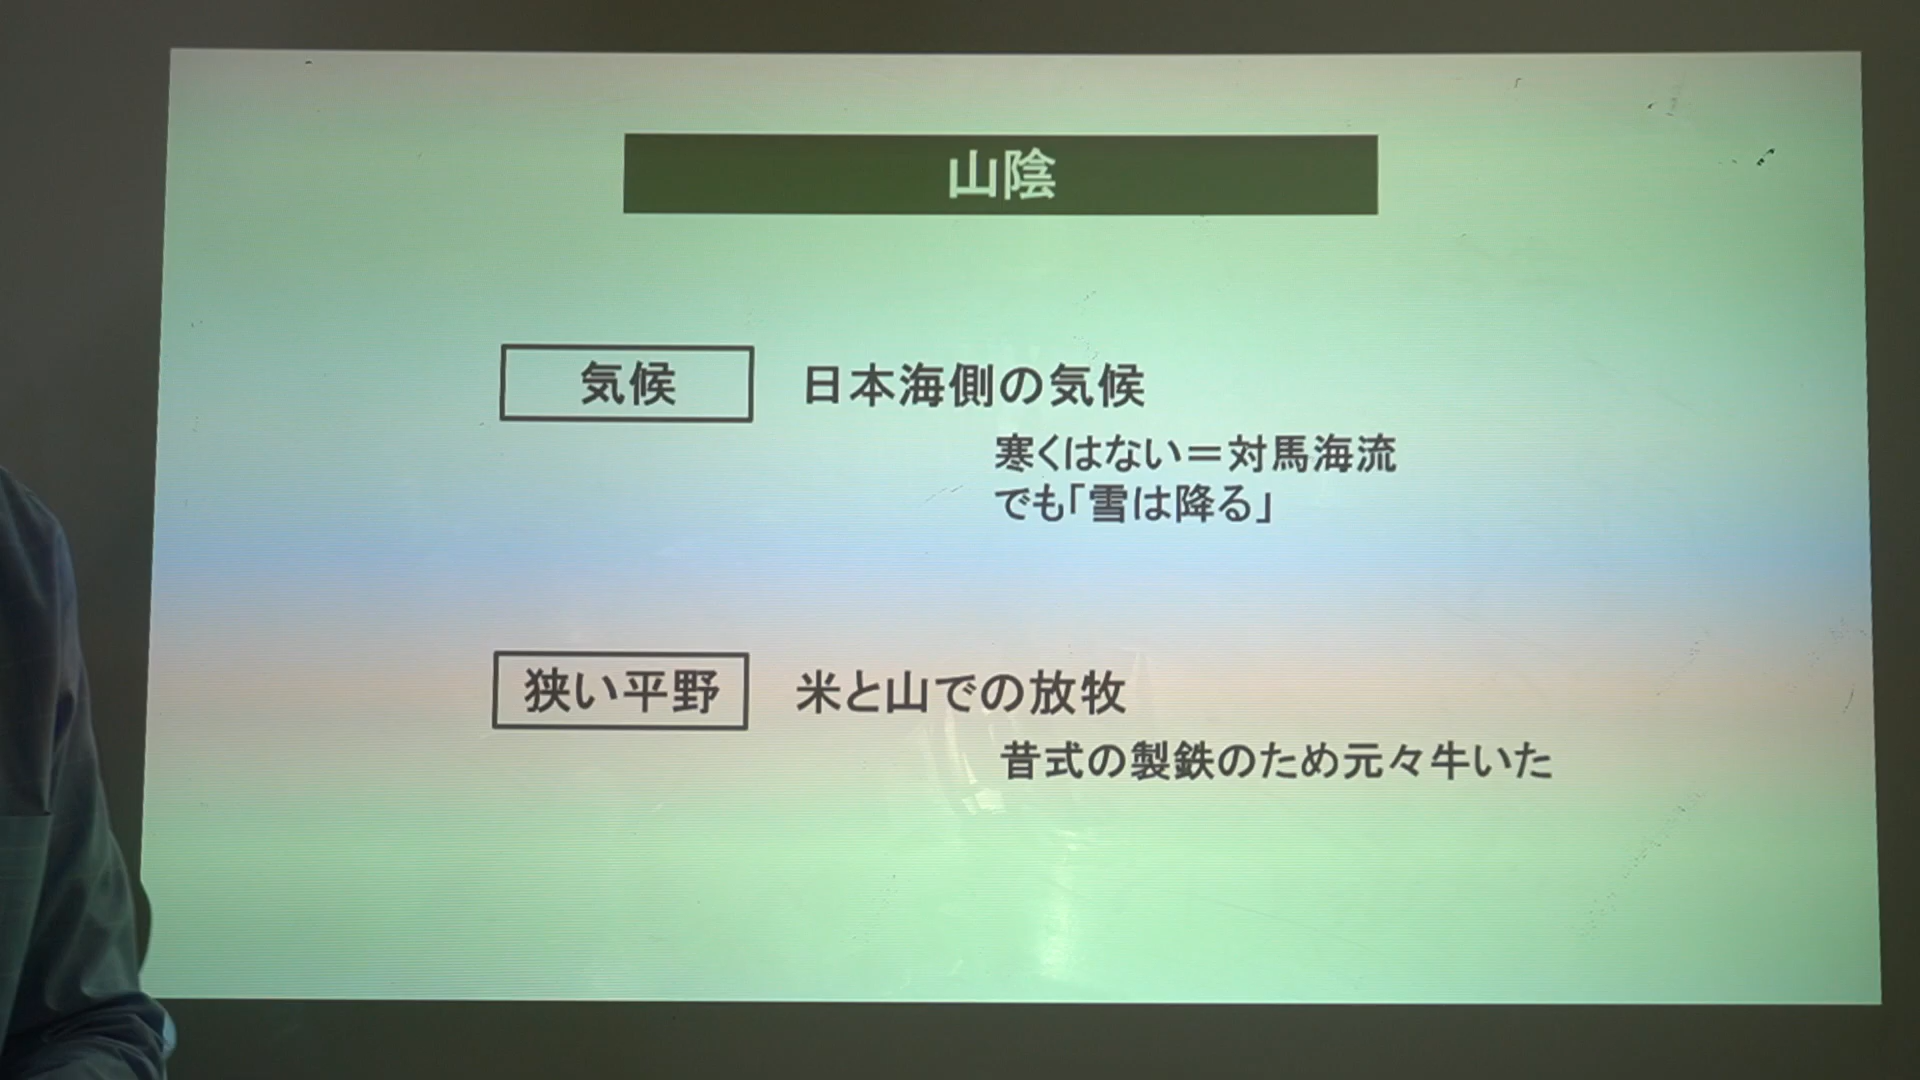 山陰
気候 日本海側の気候
寒くはない＝対馬海流
でも「雪は降る」
狭い平野 米と山での放牧
昔式の製鉄のため元々牛いた